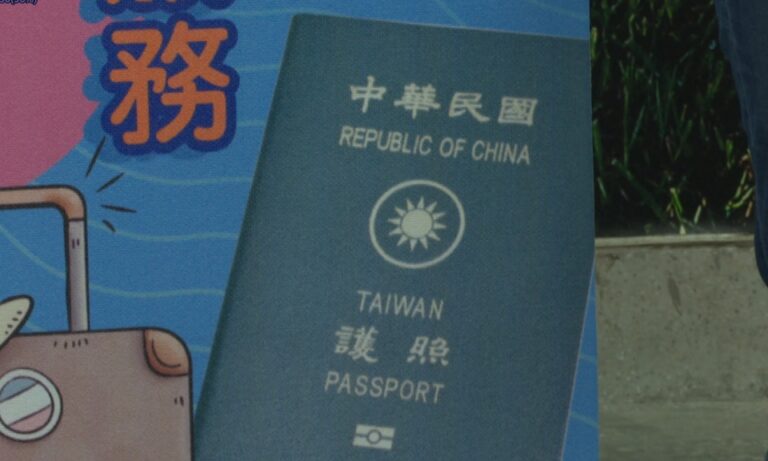 務
中華民國
REPUBLIC OF CHINA
TAIWAN
護照
PASSPORT